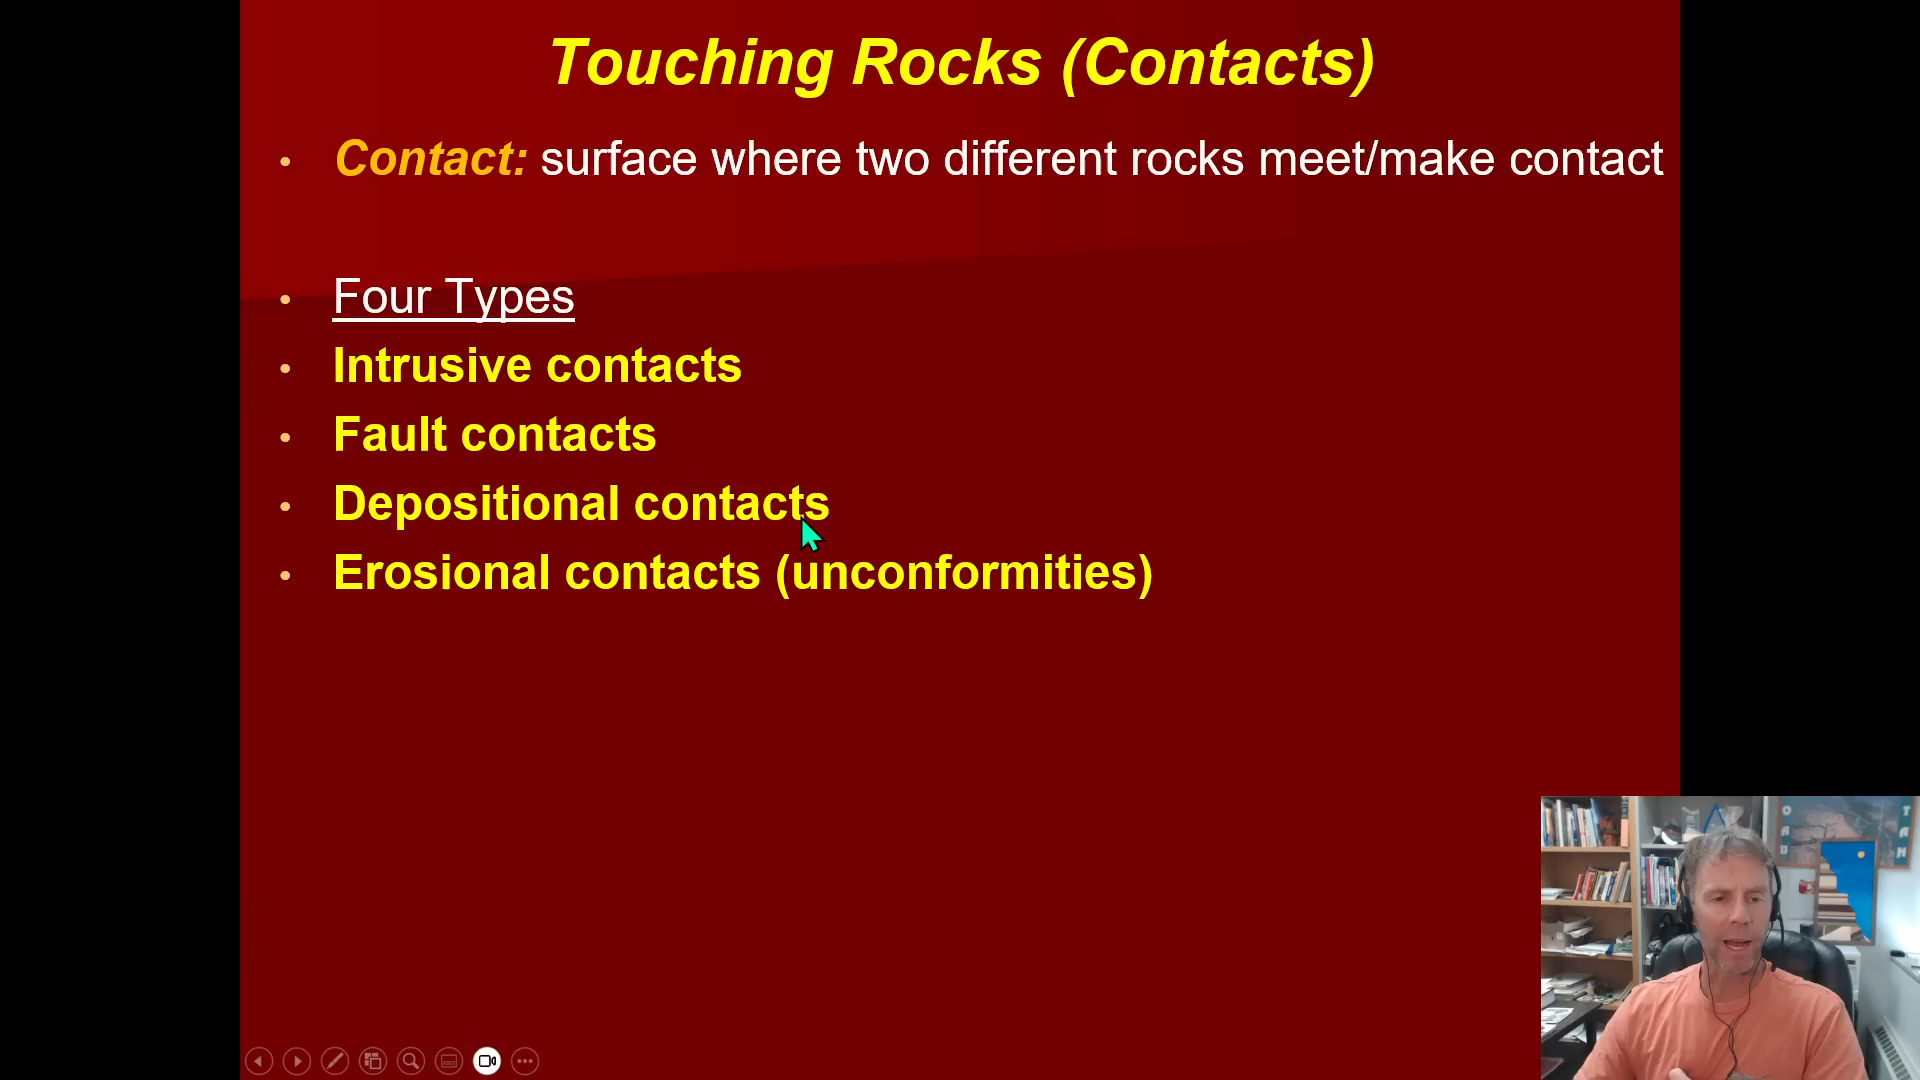 Touching Rocks (Contacts)
• Contact: surface where two different rocks meet/make contact
• Four Types
• Intrusive contacts
• Fault contacts
• Depositional contacts
• Erosional contacts (unconformities)